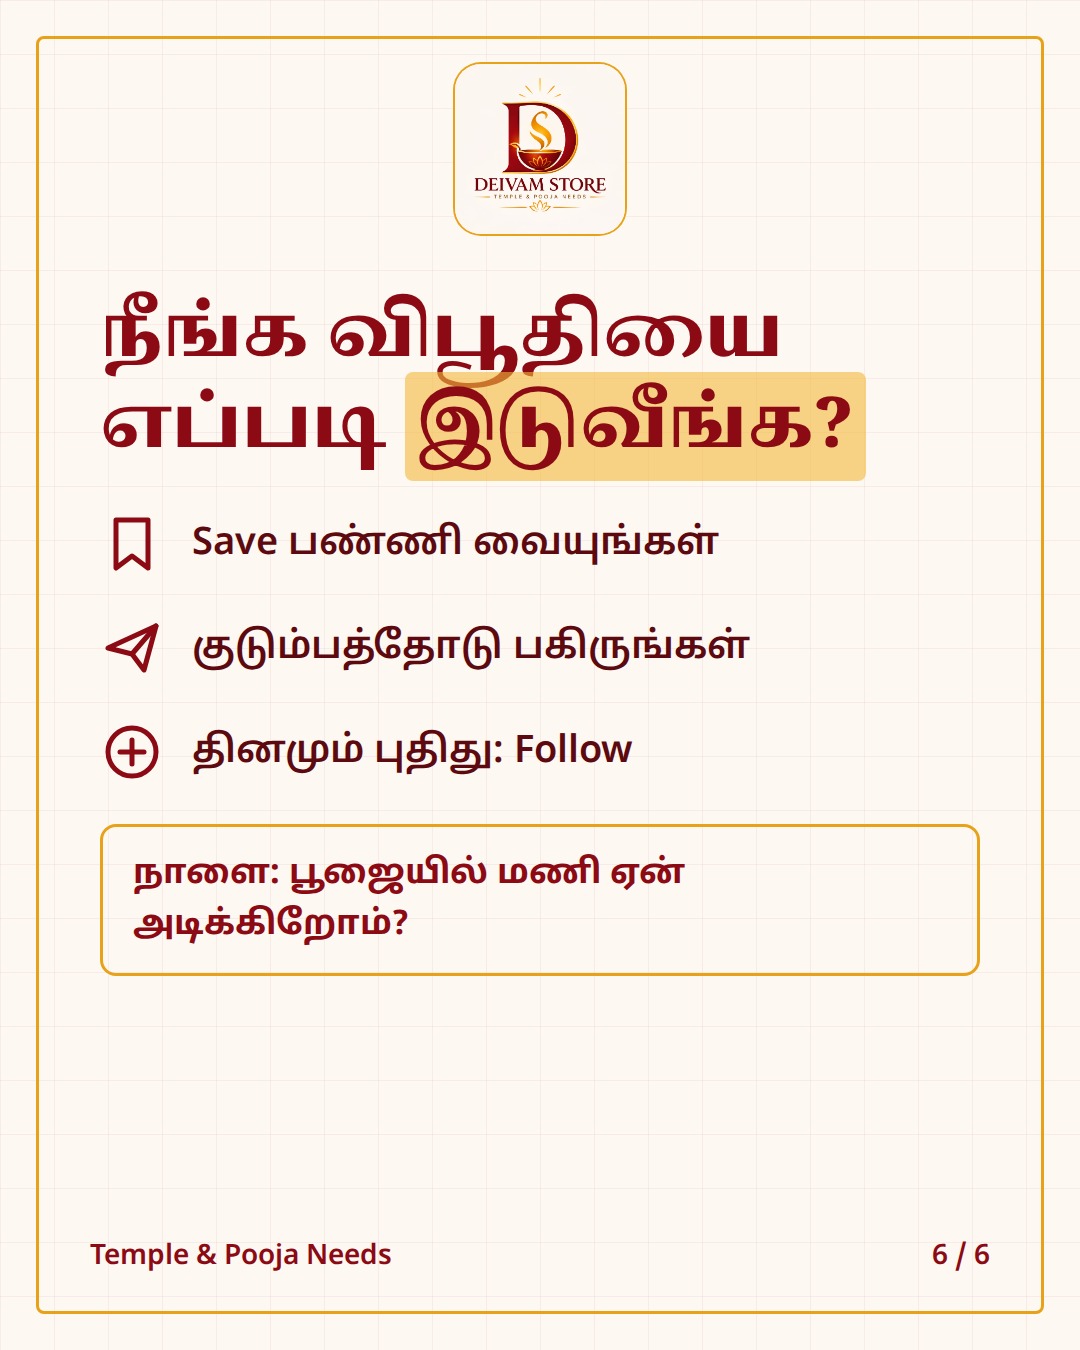 DEIVAM STORE
TEMPLE & POOJA NEEDS
நீங்க விபூதியை
எப்படி இடுவீங்க?
Save பண்ணி வையுங்கள்
குடும்பத்தோடு பகிருங்கள்
தினமும் புதிது: Follow
நாளை: பூஜையில் மணி ஏன்
அடிக்கிறோம்?
Temple & Pooja Needs
6 / 6